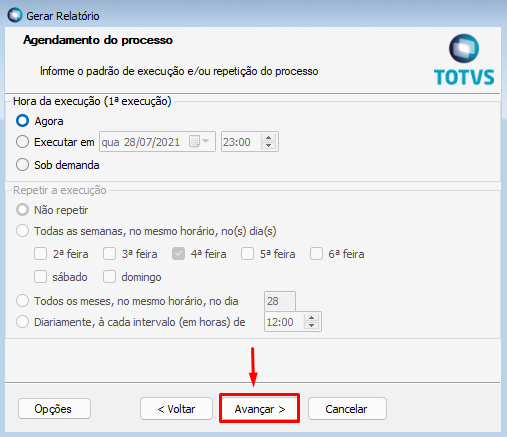 Gerar Relatório
Agendamento do processo
Informe o padrão de execução e/ou repetição do processo
TOTVS
Hora da execução (1ª execução)
Agora
Executar em qua 28/07/2021 23:00
Sob demanda
Repetir a execução
Não repetir
Todas as semanas, no mesmo horário, no(s) dia(s)
2ª feira 3ª feira 4ª feira 5ª feira 6ª feira
sábado domingo
Todos os meses, no mesmo horário, no dia 28
Diariamente, à cada intervalo (em horas) de 12:00
Opções < Voltar Avançar > Cancelar